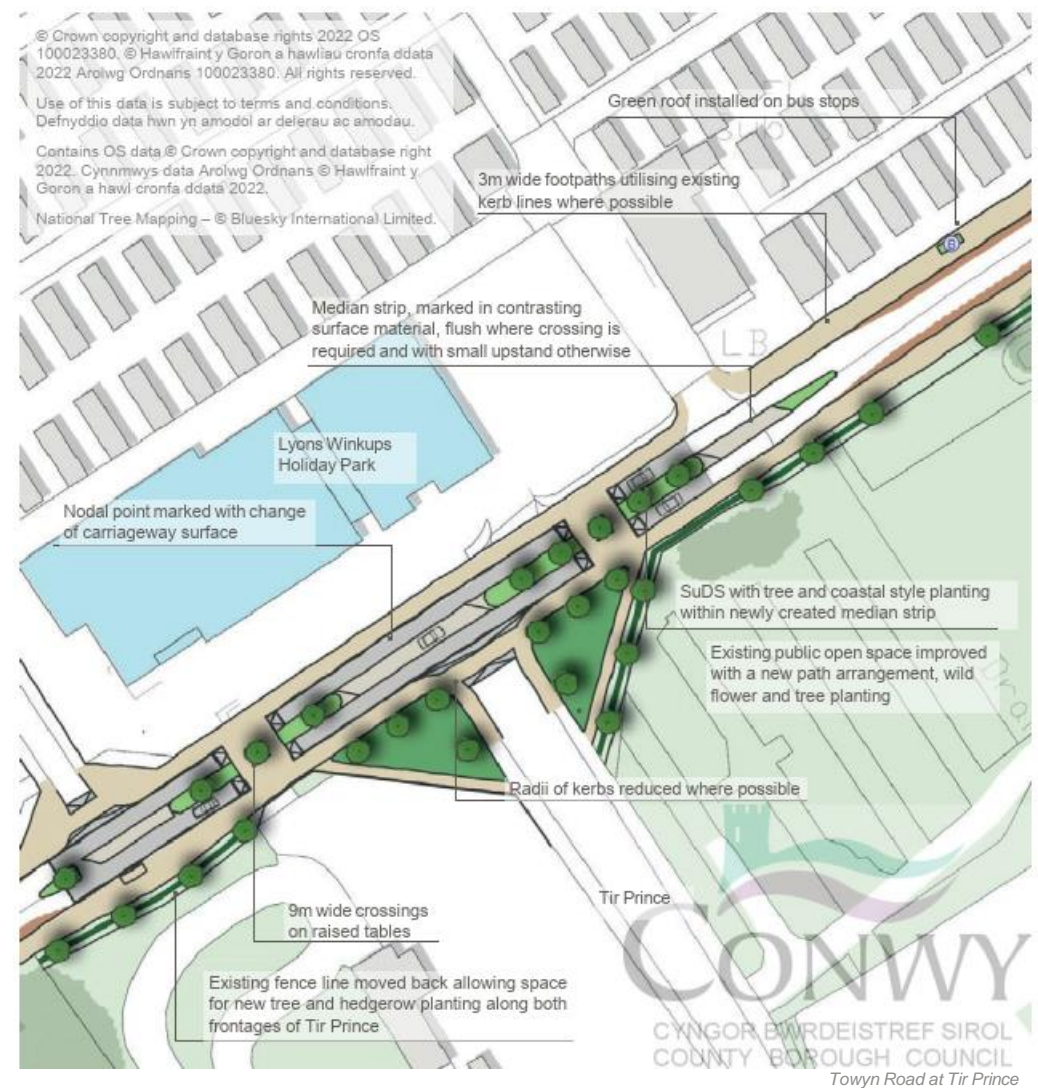 © Crown copyright and database rights 2022 OS
100023380. © Hawlfraint y Goron a hawliau cronfa ddata
2022 Arolwg Ordnans 100023380. All rights reserved.
Use of this data is subject to terms and conditions.
Defnyddio data hwn yn amodol ar delerau ac amodau.
Contains OS data © Crown copyright and database right
2022. Cynnmwys data Arolwg Ordnans © Hawlfraint y
Goron a hawl cronfa ddata 2022.
National Tree Mapping – © Bluesky International Limited.
Green roof installed on bus stops
3m wide footpaths utilising existing
kerb lines where possible
Median strip, marked in contrasting
surface material, flush where crossing is
required and with small upstand otherwise
LB
Lyons Winkups
Holiday Park
Nodal point marked with change
of carriageway surface
SuDS with tree and coastal style planting
within newly created median strip
Existing public open space improved
with a new path arrangement, wild
flower and tree planting
Radii of kerbs reduced where possible
Tir Prince
9m wide crossings
on raised tables
Existing fence line moved back allowing space
for new tree and hedgerow planting along both
frontages of Tir Prince
CONWY
CYNGOR BWRDEISTREF SIROL
COUNTY BOROUGH COUNCIL
Towyn Road at Tir Prince